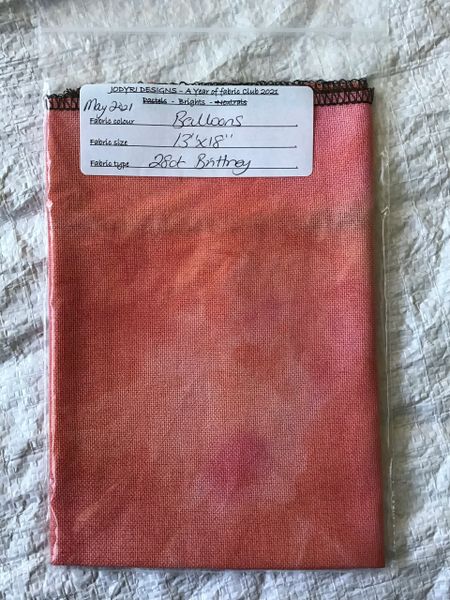 JODYRI DESIGNS - A Year of fabric Club 2021
Pastels - Brights - Neutrals
May 2021
Fabric colour Balloons
Fabric size 13"x18"
Fabric type 28ct Brittney